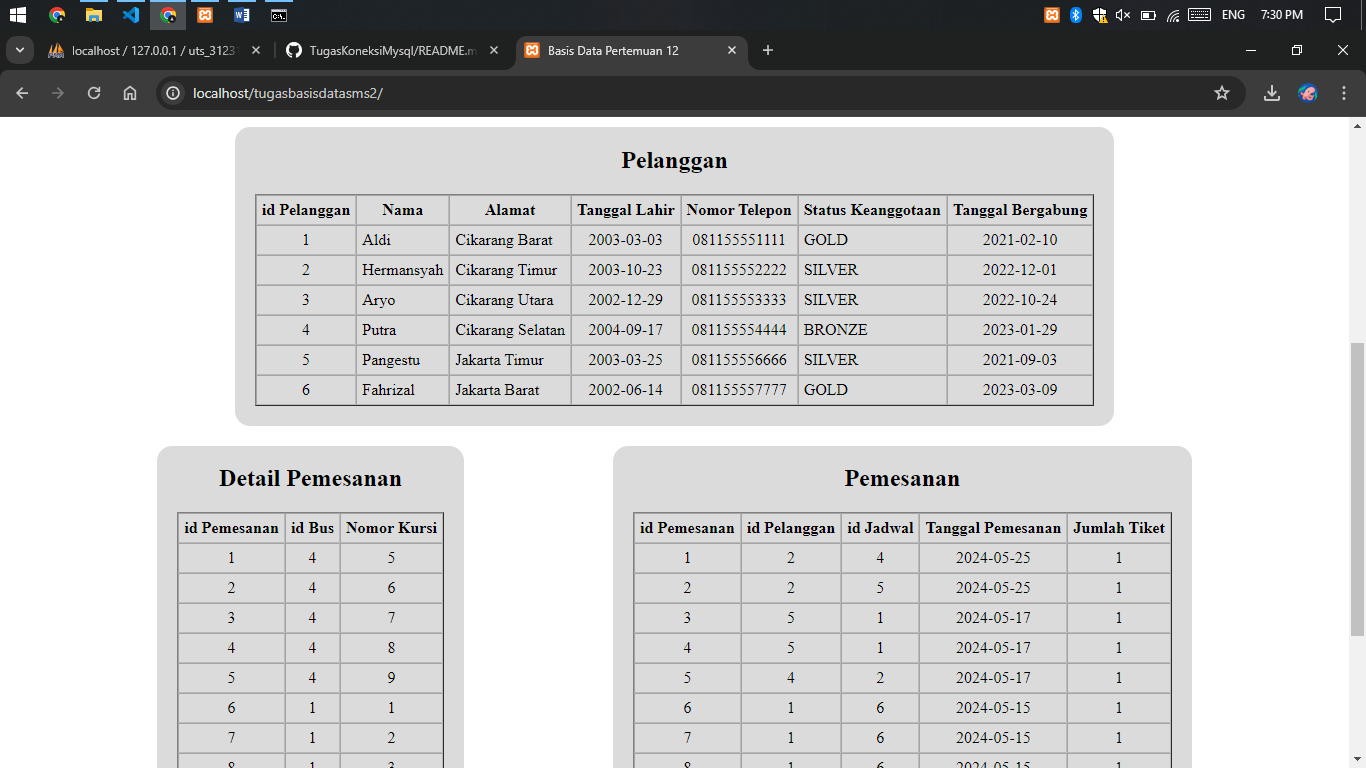 ENG 7:30 PM
localhost / 127.0.0.1 / uts_3123
TugasKoneksiMysql/README.m
Basis Data Pertemuan 12
localhost/tugasbasisdatasms2/
Pelanggan
id Pelanggan Nama Alamat Tanggal Lahir Nomor Telepon Status Keanggotaan Tanggal Bergabung
1 Aldi Cikarang Barat 2003-03-03 081155551111 GOLD 2021-02-10
2 Hermansyah Cikarang Timur 2003-10-23 081155552222 SILVER 2022-12-01
3 Aryo Cikarang Utara 2002-12-29 081155553333 SILVER 2022-10-24
4 Putra Cikarang Selatan 2004-09-17 081155554444 BRONZE 2023-01-29
5 Pangestu Jakarta Timur 2003-03-25 081155556666 SILVER 2021-09-03
6 Fahrizal Jakarta Barat 2002-06-14 081155557777 GOLD 2023-03-09
Detail Pemesanan
id Pemesanan id Bus Nomor Kursi
1 4 5
2 4 6
3 4 7
4 4 8
5 4 9
6 1 1
7 1 2
8 1 3
Pemesanan
id Pemesanan id Pelanggan id Jadwal Tanggal Pemesanan Jumlah Tiket
1 2 4 2024-05-25 1
2 2 5 2024-05-25 1
3 5 1 2024-05-17 1
4 5 1 2024-05-17 1
5 4 2 2024-05-17 1
6 1 6 2024-05-15 1
7 1 6 2024-05-15 1
8 1 6 2024-05-15 1